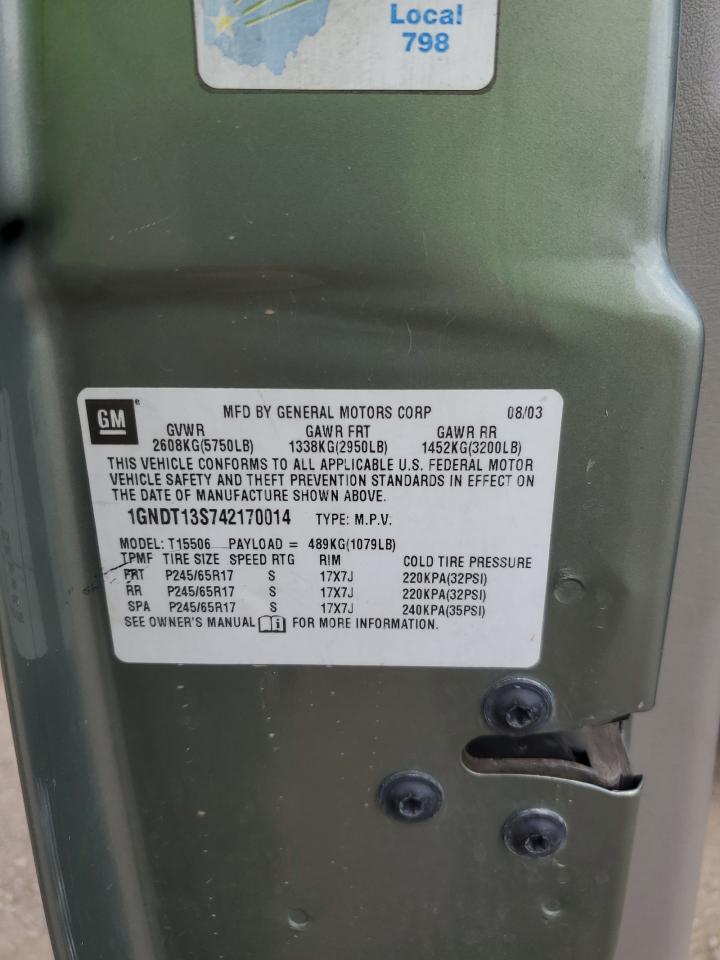 Local
798
GM
MFD BY GENERAL MOTORS CORP 08/03
GVWR GAWR FRT GAWR RR
2608KG(5750LB) 1338KG(2950LB) 1452KG(3200LB)
THIS VEHICLE CONFORMS TO ALL APPLICABLE U.S. FEDERAL MOTOR
VEHICLE SAFETY AND THEFT PREVENTION STANDARDS IN EFFECT ON
THE DATE OF MANUFACTURE SHOWN ABOVE.
1GNDT13S742170014 TYPE: M.P.V.
MODEL: T15506 PAYLOAD = 489KG(1079LB)
TPMF TIRE SIZE SPEED RTG RIM COLD TIRE PRESSURE
FRT P245/65R17 S 17X7J 220KPA(32PSI)
RR P245/65R17 S 17X7J 220KPA(32PSI)
SPA P245/65R17 S 17X7J 240KPA(35PSI)
SEE OWNER'S MANUAL i FOR MORE INFORMATION.